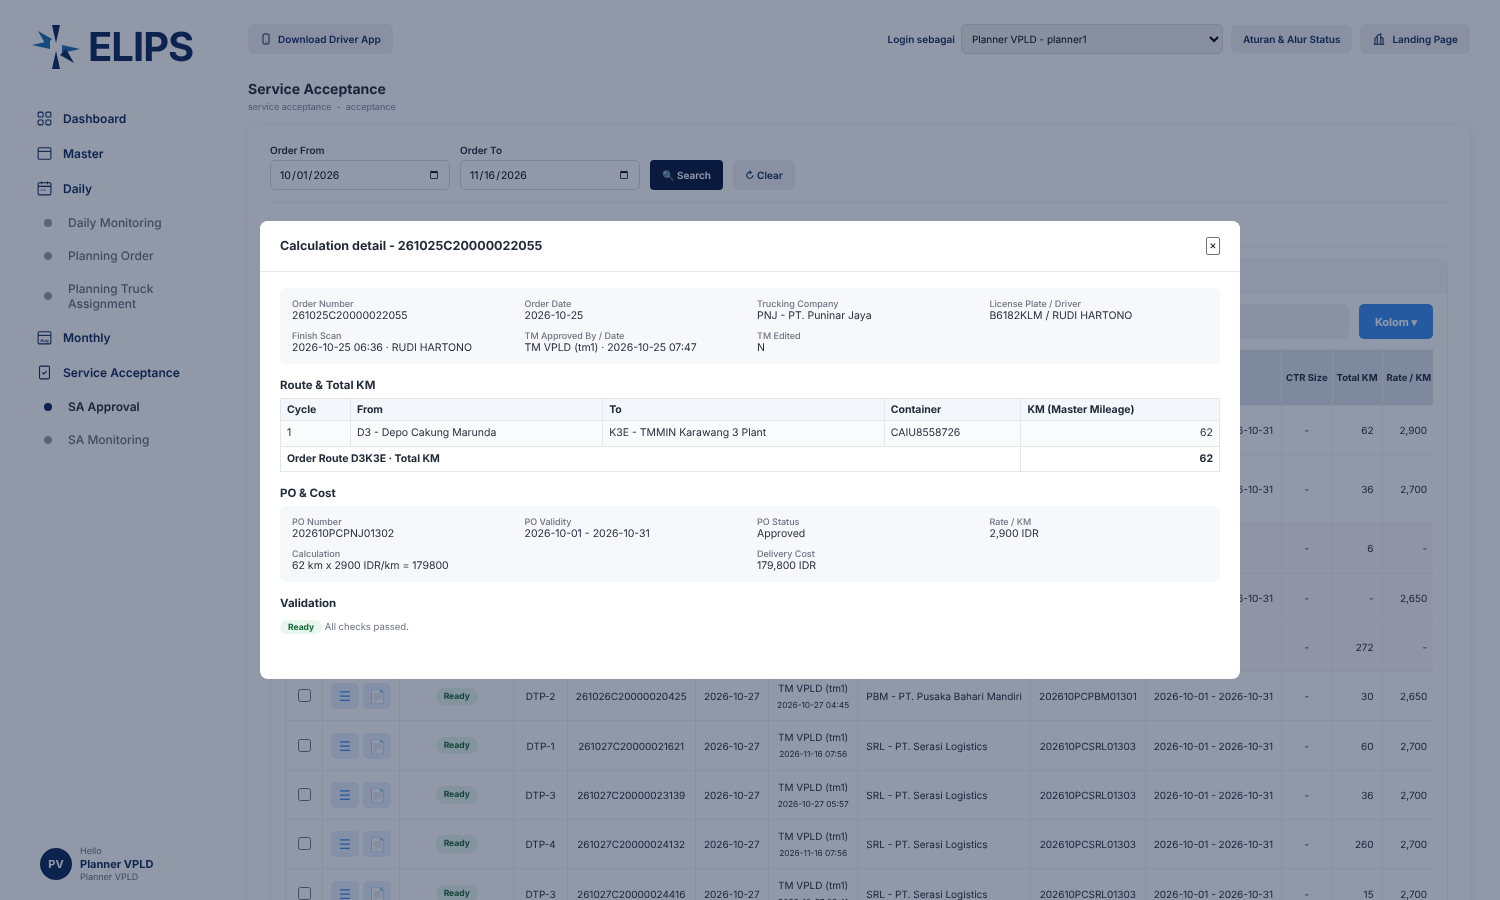 ELIPS
Download Driver App
Login sebagai
Planner VPLD - planner1
Aturan & Alur Status
Landing Page
Dashboard
Master
Daily
Daily Monitoring
Planning Order
Planning Truck
Assignment
Monthly
Service Acceptance
SA Approval
SA Monitoring
Hello
PV
Planner VPLD
Planner VPLD
Service Acceptance
service acceptance - acceptance
Order From
Order To
10/01/2026
11/16/2026
Search
Clear
Kolom ▾
Calculation detail - 261025C20000022055
×
Order Number
Order Date
Trucking Company
License Plate / Driver
261025C20000022055
2026-10-25
PNJ - PT. Puninar Jaya
B6182KLM / RUDI HARTONO
Finish Scan
TM Approved By / Date
TM Edited
2026-10-25 06:36 · RUDI HARTONO
TM VPLD (tm1) · 2026-10-25 07:47
N
Route & Total KM
Cycle From To Container KM (Master Mileage)
1 D3 - Depo Cakung Marunda K3E - TMMIN Karawang 3 Plant CAIU8558726 62
Order Route D3K3E · Total KM 62
PO & Cost
PO Number
PO Validity
PO Status
Rate / KM
202610PCPNJ01302
2026-10-01 - 2026-10-31
Approved
2,900 IDR
Calculation
Delivery Cost
62 km x 2900 IDR/km = 179800
179,800 IDR
Validation
Ready All checks passed.
CTR Size Total KM Rate / KM
6-10-31 - 62 2,900
6-10-31 - 36 2,700
- 6 -
6-10-31 - - 2,650
- 272 -
Ready DTP-2 261026C20000020425 2026-10-27 TM VPLD (tm1) PBM - PT. Pusaka Bahari Mandiri 202610PCPBM01301 2026-10-01 - 2026-10-31 - 30 2,650
2026-10-27 04:45
Ready DTP-1 261027C20000021621 2026-10-27 TM VPLD (tm1) SRL - PT. Serasi Logistics 202610PCSRL01303 2026-10-01 - 2026-10-31 - 60 2,700
2026-11-16 07:56
Ready DTP-3 261027C20000023139 2026-10-27 TM VPLD (tm1) SRL - PT. Serasi Logistics 202610PCSRL01303 2026-10-01 - 2026-10-31 - 36 2,700
2026-10-27 05:57
Ready DTP-4 261027C20000024132 2026-10-27 TM VPLD (tm1) SRL - PT. Serasi Logistics 202610PCSRL01303 2026-10-01 - 2026-10-31 - 260 2,700
2026-11-16 07:56
Ready DTP-3 261027C20000024416 2026-10-27 TM VPLD (tm1) SRL - PT. Serasi Logistics 202610PCSRL01303 2026-10-01 - 2026-10-31 - 15 2,700